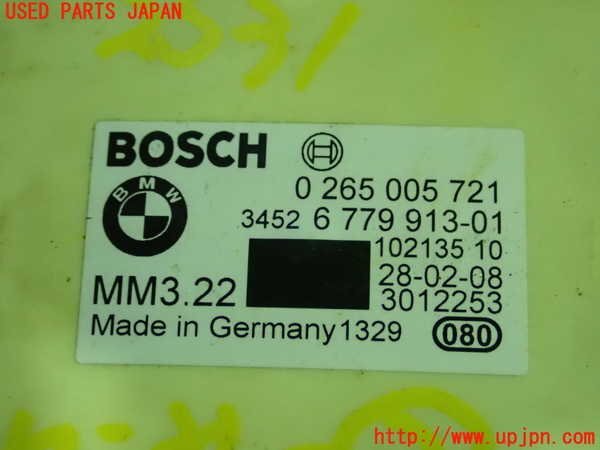 USED PARTS JAPAN
BOSCH
BMW
0 265 005 721
3452 6 779 913-01
102135 10
28-02-08
MM3.22
3012253
Made in Germany 1329
080
http://www.upjpn.com/